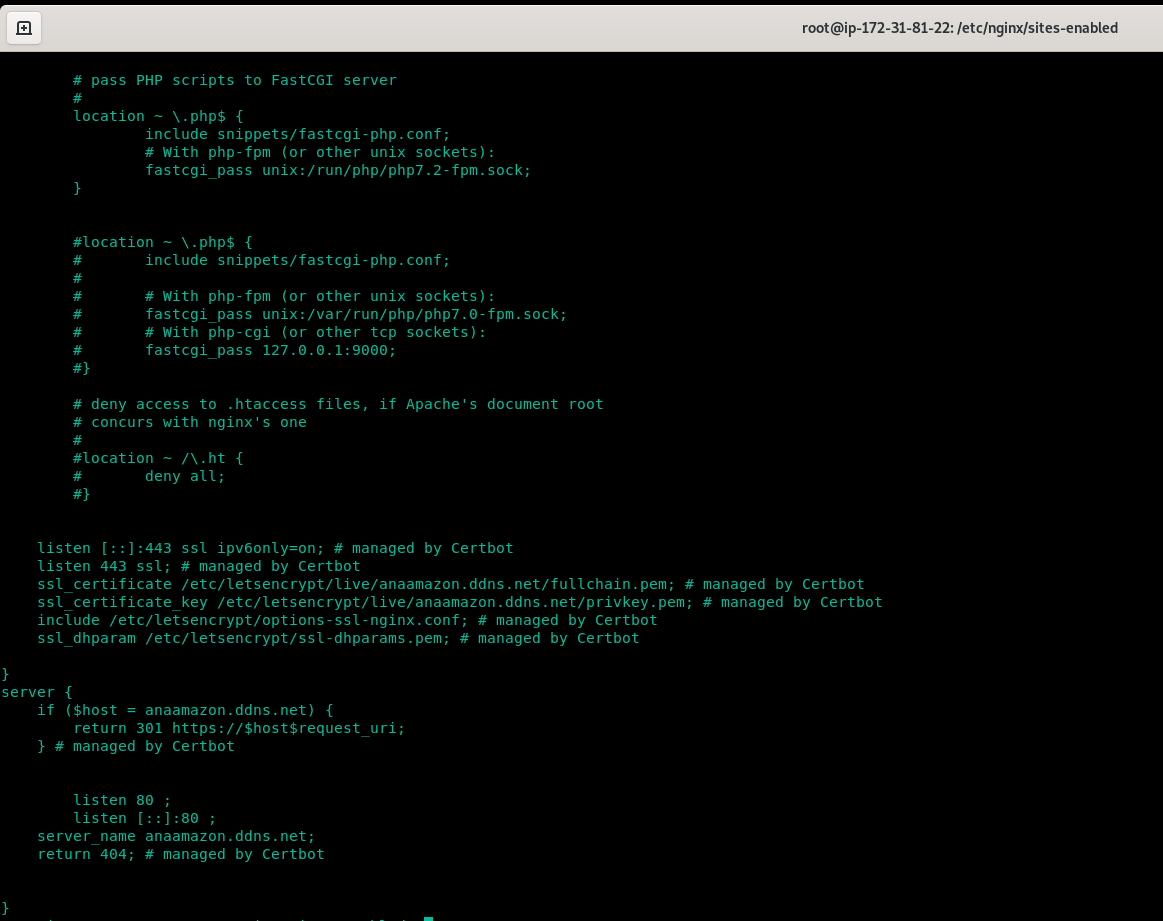 root@ip-172-31-81-22: /etc/nginx/sites-enabled
# pass PHP scripts to FastCGI server
#
location ~ \.php$ {
include snippets/fastcgi-php.conf;
# With php-fpm (or other unix sockets):
fastcgi_pass unix:/run/php/php7.2-fpm.sock;
}
#location ~ \.php$ {
#       include snippets/fastcgi-php.conf;
#
#       # With php-fpm (or other unix sockets):
#       fastcgi_pass unix:/var/run/php/php7.0-fpm.sock;
#       # With php-cgi (or other tcp sockets):
#       fastcgi_pass 127.0.0.1:9000;
#}
# deny access to .htaccess files, if Apache's document root
# concurs with nginx's one
#
#location ~ /\.ht {
#       deny all;
#}
listen [::]:443 ssl ipv6only=on; # managed by Certbot
listen 443 ssl; # managed by Certbot
ssl_certificate /etc/letsencrypt/live/anaamazon.ddns.net/fullchain.pem; # managed by Certbot
ssl_certificate_key /etc/letsencrypt/live/anaamazon.ddns.net/privkey.pem; # managed by Certbot
include /etc/letsencrypt/options-ssl-nginx.conf; # managed by Certbot
ssl_dhparam /etc/letsencrypt/ssl-dhparams.pem; # managed by Certbot
}
server {
if ($host = anaamazon.ddns.net) {
return 301 https://$host$request_uri;
} # managed by Certbot
listen 80 ;
listen [::]:80 ;
server_name anaamazon.ddns.net;
return 404; # managed by Certbot
}